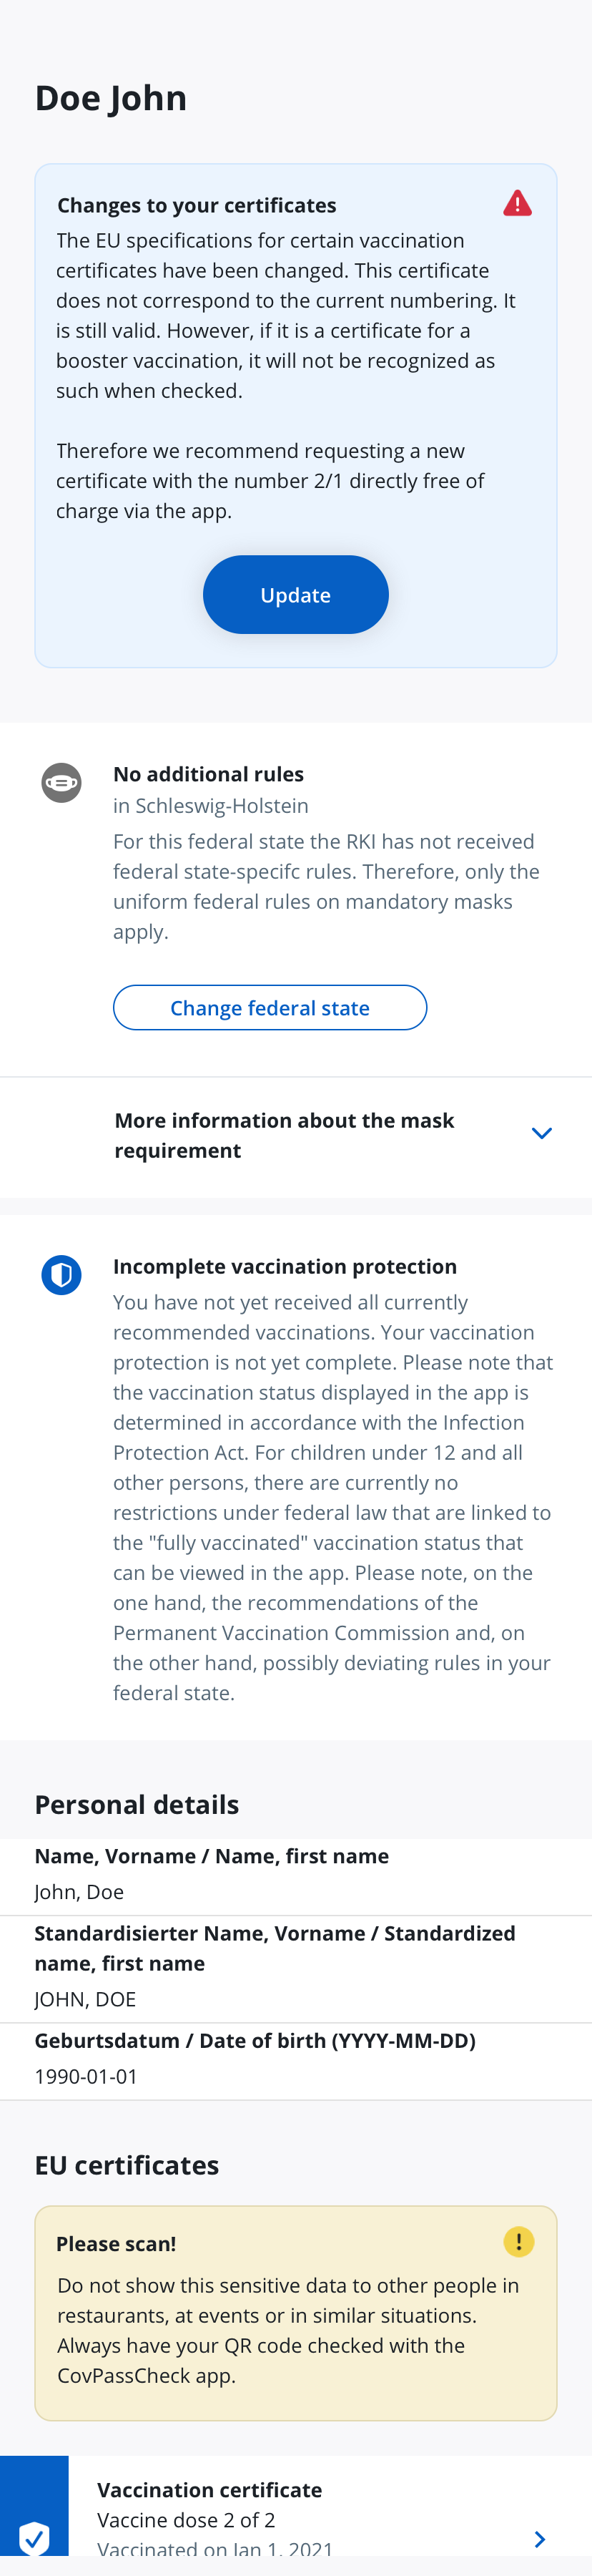 Doe John
Changes to your certificates
The EU specifications for certain vaccination
certificates have been changed. This certificate
does not correspond to the current numbering. It
is still valid. However, if it is a certificate for a
booster vaccination, it will not be recognized as
such when checked.
Therefore we recommend requesting a new
certificate with the number 2/1 directly free of
charge via the app.
Update
No additional rules
in Schleswig-Holstein
For this federal state the RKI has not received
federal state-specifc rules. Therefore, only the
uniform federal rules on mandatory masks
apply.
Change federal state
More information about the mask
requirement
Incomplete vaccination protection
You have not yet received all currently
recommended vaccinations. Your vaccination
protection is not yet complete. Please note that
the vaccination status displayed in the app is
determined in accordance with the Infection
Protection Act. For children under 12 and all
other persons, there are currently no
restrictions under federal law that are linked to
the "fully vaccinated" vaccination status that
can be viewed in the app. Please note, on the
one hand, the recommendations of the
Permanent Vaccination Commission and, on
the other hand, possibly deviating rules in your
federal state.
Personal details
Name, Vorname / Name, first name
John, Doe
Standardisierter Name, Vorname / Standardized
name, first name
JOHN, DOE
Geburtsdatum / Date of birth (YYYY-MM-DD)
1990-01-01
EU certificates
Please scan!
Do not show this sensitive data to other people in
restaurants, at events or in similar situations.
Always have your QR code checked with the
CovPassCheck app.
Vaccination certificate
Vaccine dose 2 of 2
Vaccinated on Jan 1, 2021